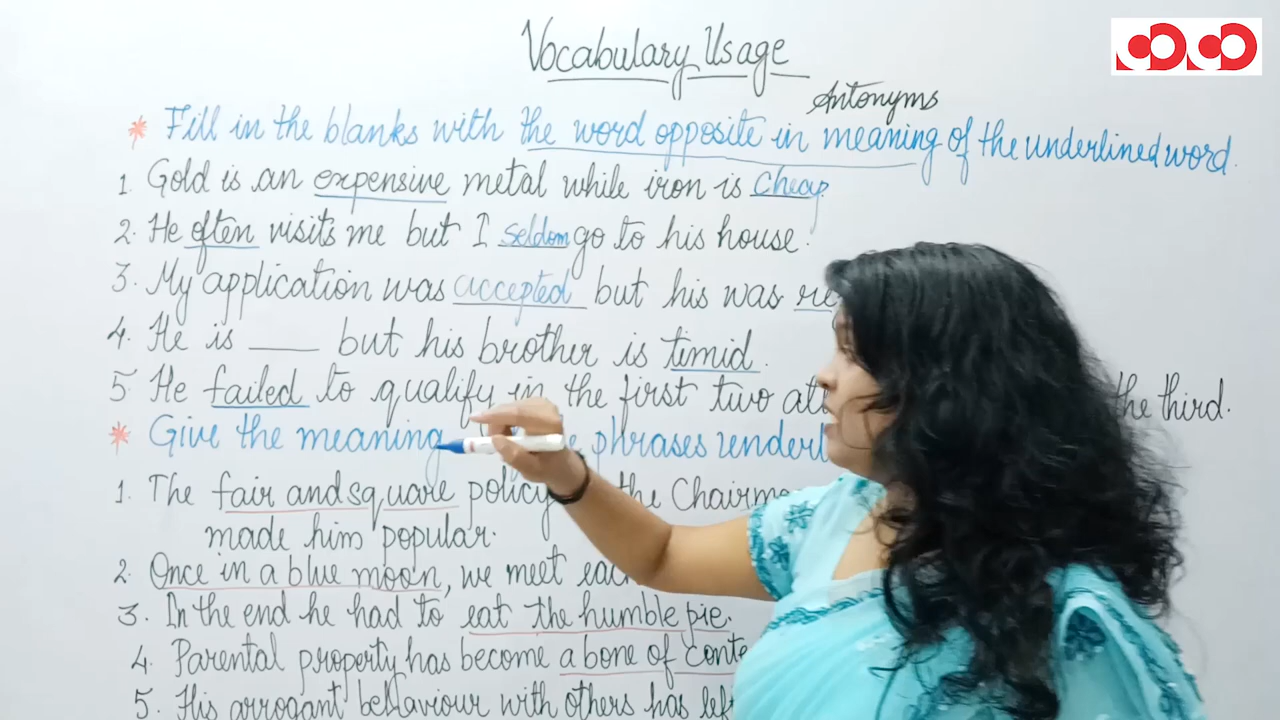 Vocabulary Usage
Antonyms
* Fill in the blanks with the word opposite in meaning of the underlined word.
1. Gold is an expensive metal while iron is cheap.
2. He often visits me but I seldom go to his house.
3. My application was accepted but his was
4. He is ____ but his brother is timid.
5 He failed to qualify in the first two the third.
* Give the meaning phrases
1. The fair and square policy the
made him popular.
2. Once in a blue moon, we meet
3. In the end he had to eat the humble pie.
4. Parental property has become a bone of
5. His arrogant behaviour with others has